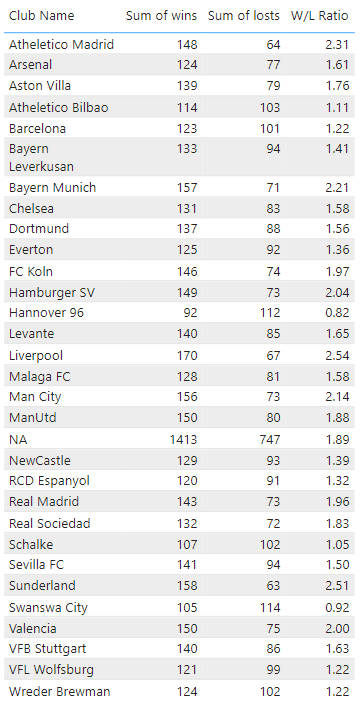 Club Name Sum of wins Sum of losts W/L Ratio
Atheletico Madrid 148 64 2.31
Arsenal 124 77 1.61
Aston Villa 139 79 1.76
Atheletico Bilbao 114 103 1.11
Barcelona 123 101 1.22
Bayern 133 94 1.41
Leverkusan
Bayern Munich 157 71 2.21
Chelsea 131 83 1.58
Dortmund 137 88 1.56
Everton 125 92 1.36
FC Koln 146 74 1.97
Hamburger SV 149 73 2.04
Hannover 96 92 112 0.82
Levante 140 85 1.65
Liverpool 170 67 2.54
Malaga FC 128 81 1.58
Man City 156 73 2.14
ManUtd 150 80 1.88
NA 1413 747 1.89
NewCastle 129 93 1.39
RCD Espanyol 120 91 1.32
Real Madrid 143 73 1.96
Real Sociedad 132 72 1.83
Schalke 107 102 1.05
Sevilla FC 141 94 1.50
Sunderland 158 63 2.51
Swanswa City 105 114 0.92
Valencia 150 75 2.00
VFB Stuttgart 140 86 1.63
VFL Wolfsburg 121 99 1.22
Wreder Brewman 124 102 1.22